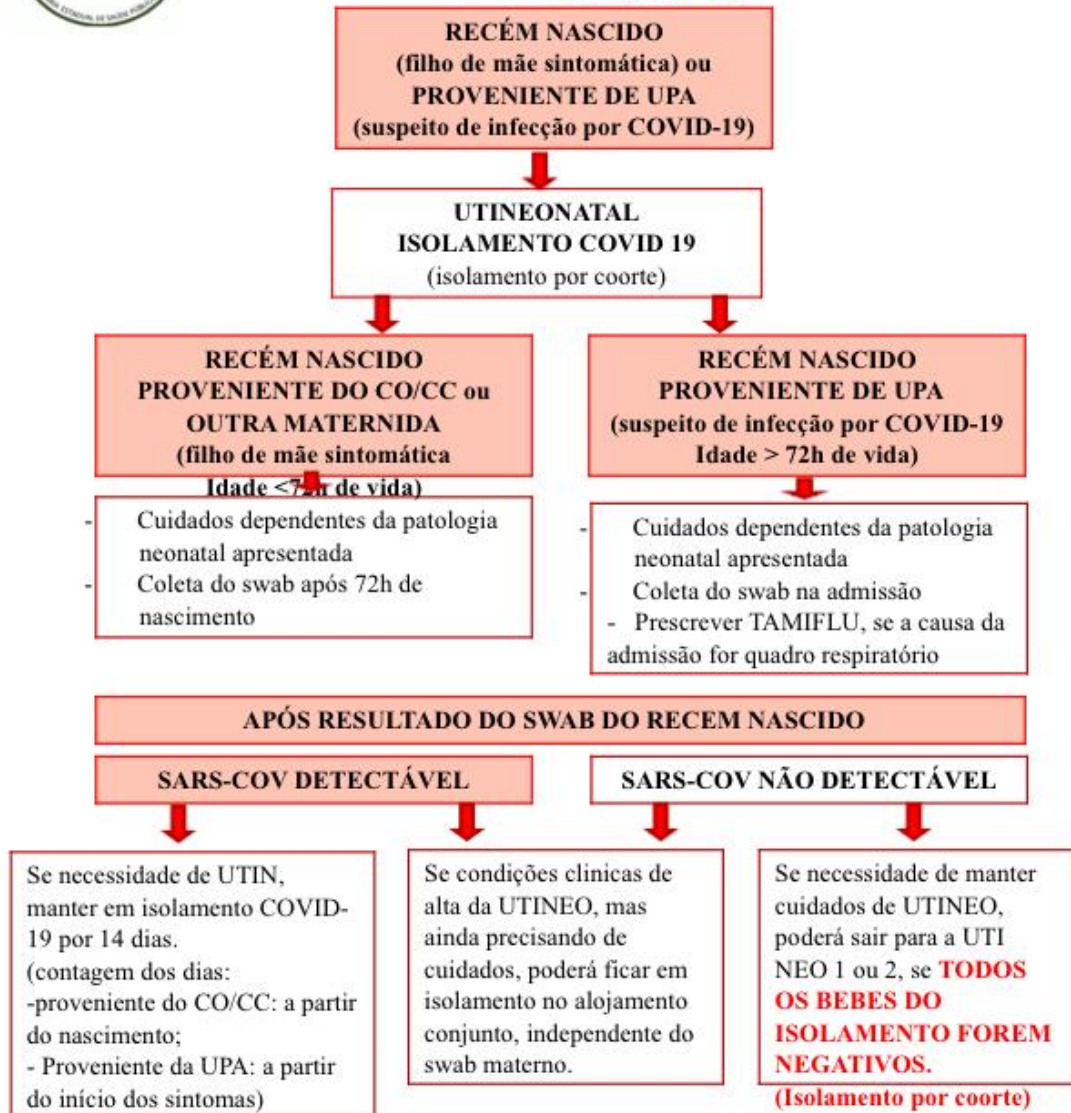 ESTADUAL DE SAÚDE PÚBLICA
RECÉM NASCIDO
(filho de mãe sintomática) ou
PROVENIENTE DE UPA
(suspeito de infecção por COVID-19)
UTINEONATAL
ISOLAMENTO COVID 19
(isolamento por coorte)
RECÉM NASCIDO
PROVENIENTE DO CO/CC ou
OUTRA MATERNIDA
(filho de mãe sintomática
Idade <72h de vida)
- Cuidados dependentes da patologia
neonatal apresentada
- Coleta do swab após 72h de
nascimento
RECÉM NASCIDO
PROVENIENTE DE UPA
(suspeito de infecção por COVID-19
Idade > 72h de vida)
- Cuidados dependentes da patologia
neonatal apresentada
- Coleta do swab na admissão
- Prescrever TAMIFLU, se a causa da
admissão for quadro respiratório
APÓS RESULTADO DO SWAB DO RECEM NASCIDO
SARS-COV DETECTÁVEL
SARS-COV NÃO DETECTÁVEL
Se necessidade de UTIN,
manter em isolamento COVID-
19 por 14 dias.
(contagem dos dias:
-proveniente do CO/CC: a partir
do nascimento;
- Proveniente da UPA: a partir
do início dos sintomas)
Se condições clinicas de
alta da UTINEO, mas
ainda precisando de
cuidados, poderá ficar em
isolamento no alojamento
conjunto, independente do
swab materno.
Se necessidade de manter
cuidados de UTINEO,
poderá sair para a UTI
NEO 1 ou 2, se TODOS
OS BEBES DO
ISOLAMENTO FOREM
NEGATIVOS.
(Isolamento por coorte)